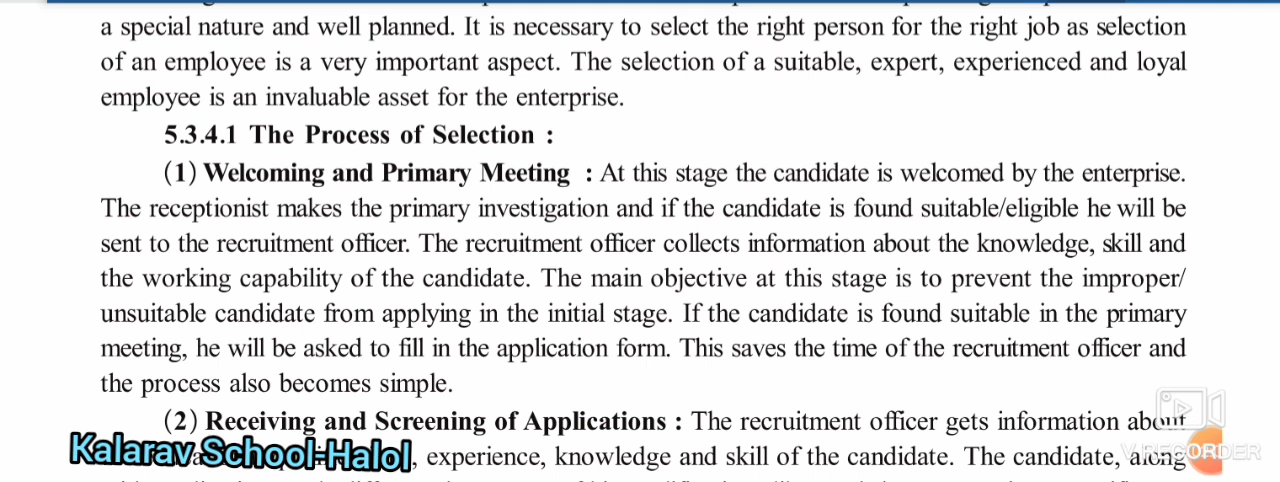 a special nature and well planned. It is necessary to select the right person for the right job as selection
of an employee is a very important aspect. The selection of a suitable, expert, experienced and loyal
employee is an invaluable asset for the enterprise.
5.3.4.1 The Process of Selection :
(1) Welcoming and Primary Meeting : At this stage the candidate is welcomed by the enterprise.
The receptionist makes the primary investigation and if the candidate is found suitable/eligible he will be
sent to the recruitment officer. The recruitment officer collects information about the knowledge, skill and
the working capability of the candidate. The main objective at this stage is to prevent the improper/
unsuitable candidate from applying in the initial stage. If the candidate is found suitable in the primary
meeting, he will be asked to fill in the application form. This saves the time of the recruitment officer and
the process also becomes simple.
(2) Receiving and Screening of Applications : The recruitment officer gets information about
Kalarav School-Halol , experience, knowledge and skill of the candidate. The candidate, along
V RECORDER